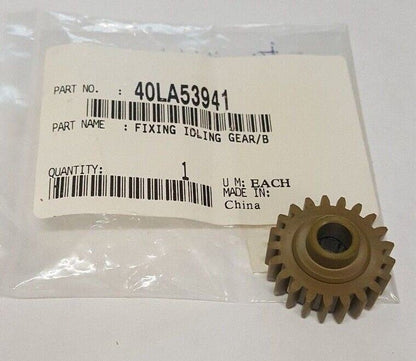 PART NO. : 40LA53941
PART NAME : FIXING IDLING GEAR/B
QUANTITY: 1
U M: EACH
MADE IN:
China